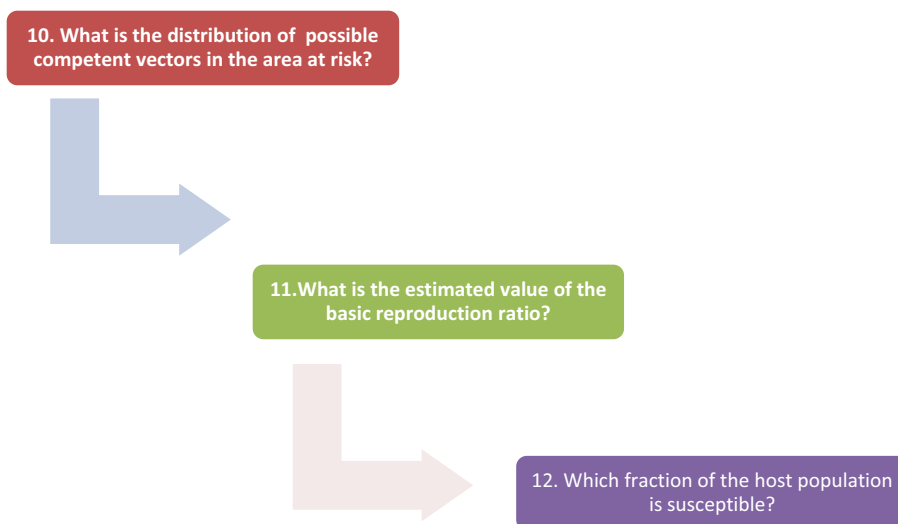 10. What is the distribution of possible
competent vectors in the area at risk?
11.What is the estimated value of the
basic reproduction ratio?
12. Which fraction of the host population
is susceptible?